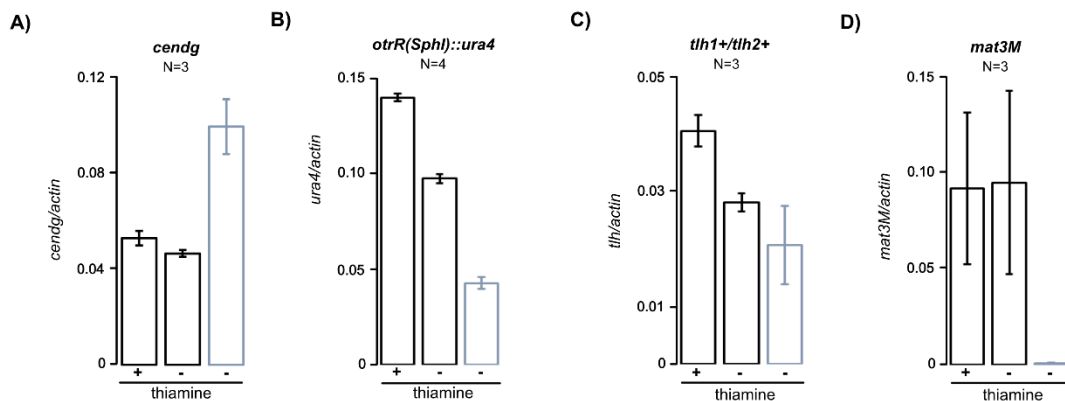 A)
cendg
N=3
cendg/actin
0.12
0.08
0.04
0
+ - -
thiamine
B)
otrR(SphI)::ura4
N=4
ura4/actin
0.15
0.10
0.05
0
+ - -
thiamine
C)
tlh1+/tlh2+
N=3
tlh/actin
0.05
0.03
0.01
0.00
+ - -
thiamine
D)
mat3M
N=3
mat3M/actin
0.15
0.10
0.05
0
+ - -
thiamine